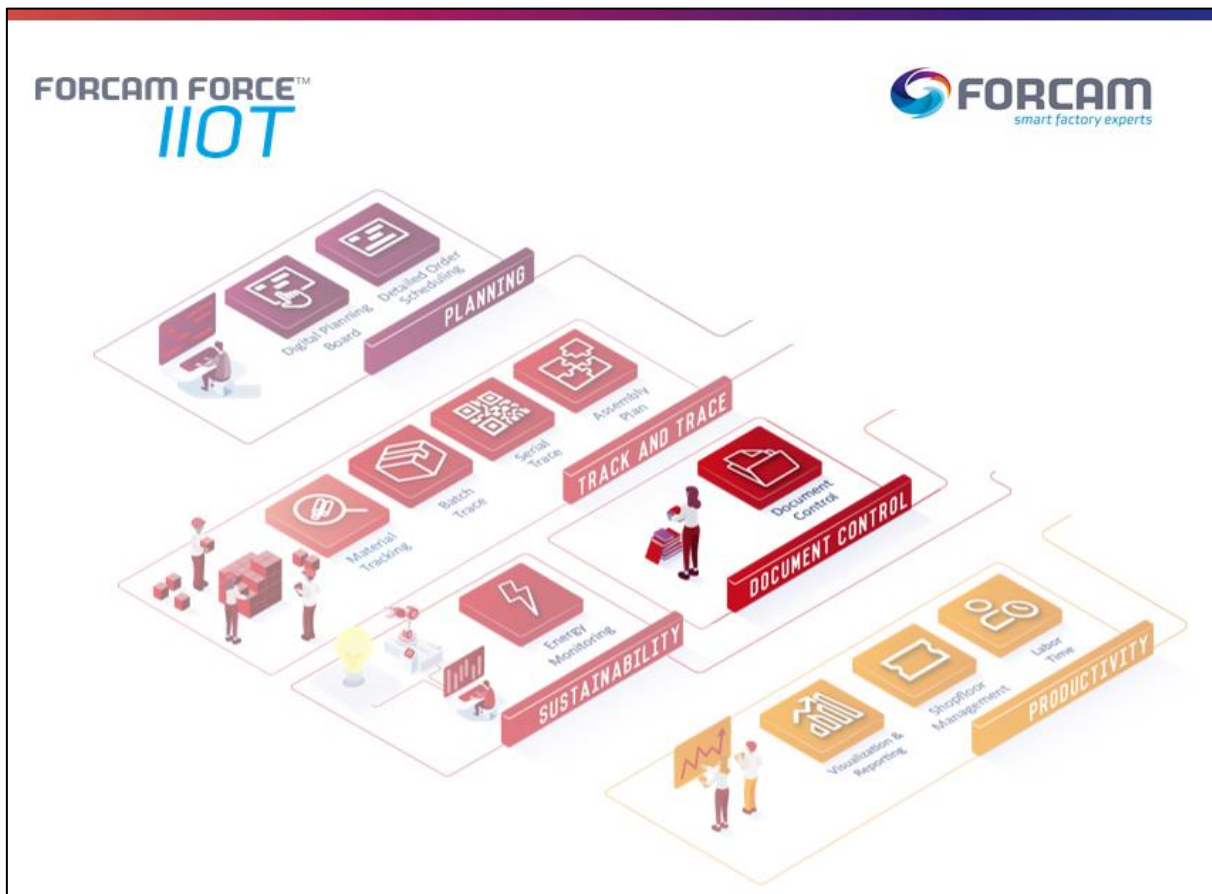 FORCAM FORCE™
IIOT
FORCAM
smart factory experts
Detailed Order
Scheduling
Digital Planning
Board
PLANNING
Assembly
Plan
Serial
Trace
Batch
Trace
Material
Tracking
TRACK AND TRACE
Document
Control
DOCUMENT CONTROL
Energy
Monitoring
SUSTAINABILITY
Labor
Time
Shopfloor
Management
Visualization &
Reporting
PRODUCTIVITY